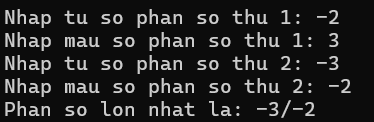 Nhap tu so phan so thu 1: -2
Nhap mau so phan so thu 1: 3
Nhap tu so phan so thu 2: -3
Nhap mau so phan so thu 2: -2
Phan so lon nhat la: -3/-2